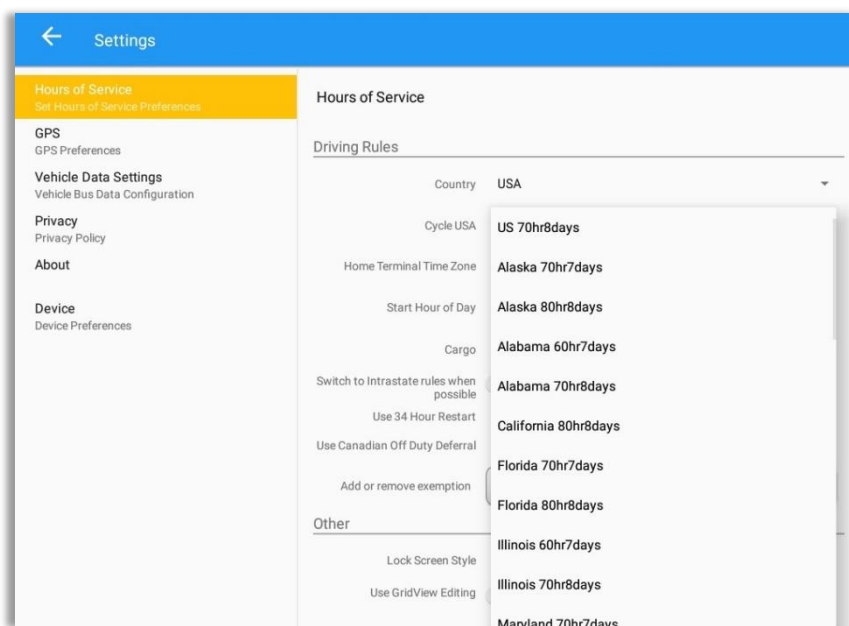 Settings
Hours of Service
Set Hours of Service Preferences
GPS
GPS Preferences
Vehicle Data Settings
Vehicle Bus Data Configuration
Privacy
Privacy Policy
About
Device
Device Preferences
Hours of Service
Driving Rules
Country USA
Cycle USA
Home Terminal Time Zone
Start Hour of Day
Cargo
Switch to Intrastate rules when
possible
Use 34 Hour Restart
Use Canadian Off Duty Deferral
Add or remove exemption
Other
Lock Screen Style
Use GridView Editing
US 70hr8days
Alaska 70hr7days
Alaska 80hr8days
Alabama 60hr7days
Alabama 70hr8days
California 80hr8days
Florida 70hr7days
Florida 80hr8days
Illinois 60hr7days
Illinois 70hr8days
Maryland 70hr7days